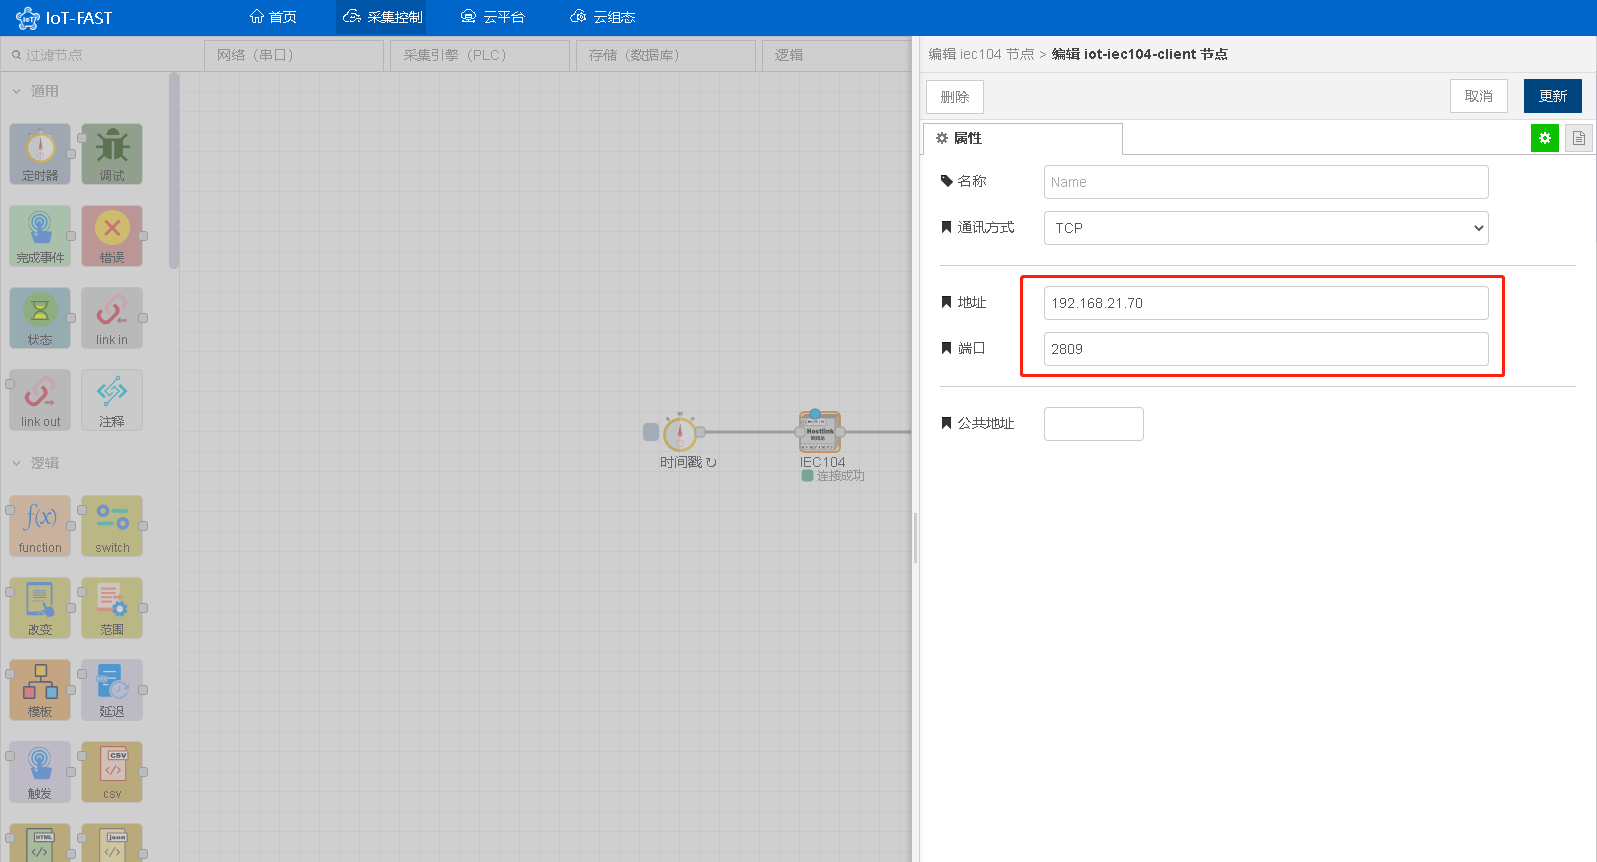 IoT-FAST
首页
采集控制
云平台
云组态
过滤节点
网络（串口）
采集引擎（PLC）
存储（数据库）
逻辑
编辑 iec104 节点 > 编辑 iot-iec104-client 节点
删除
取消
更新
属性
名称
Name
通讯方式
TCP
地址
192.168.21.70
端口
2809
公共地址
通用
定时器
调试
完成事件
错误
状态
link in
link out
注释
逻辑
f(x)
function
switch
改变
范围
模板
延迟
触发
CSV
csv
HTML
json
时间戳 ↻
Hostlink
IEC104
连接成功